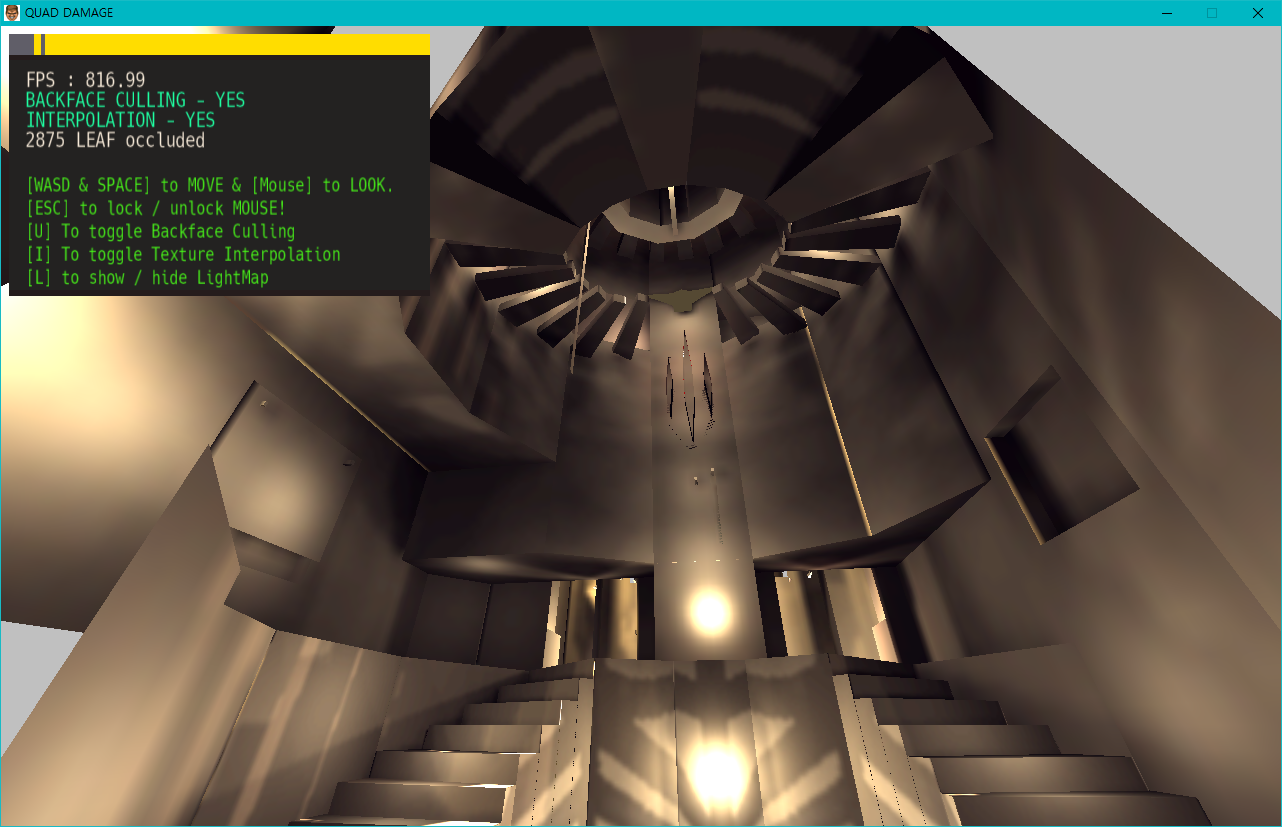 QUAD DAMAGE
FPS : 816.99
BACKFACE CULLING - YES
INTERPOLATION - YES
2875 LEAF occluded
[WASD & SPACE] to MOVE & [Mouse] to LOOK.
[ESC] to lock / unlock MOUSE!
[U] To toggle Backface Culling
[I] To toggle Texture Interpolation
[L] to show / hide LightMap